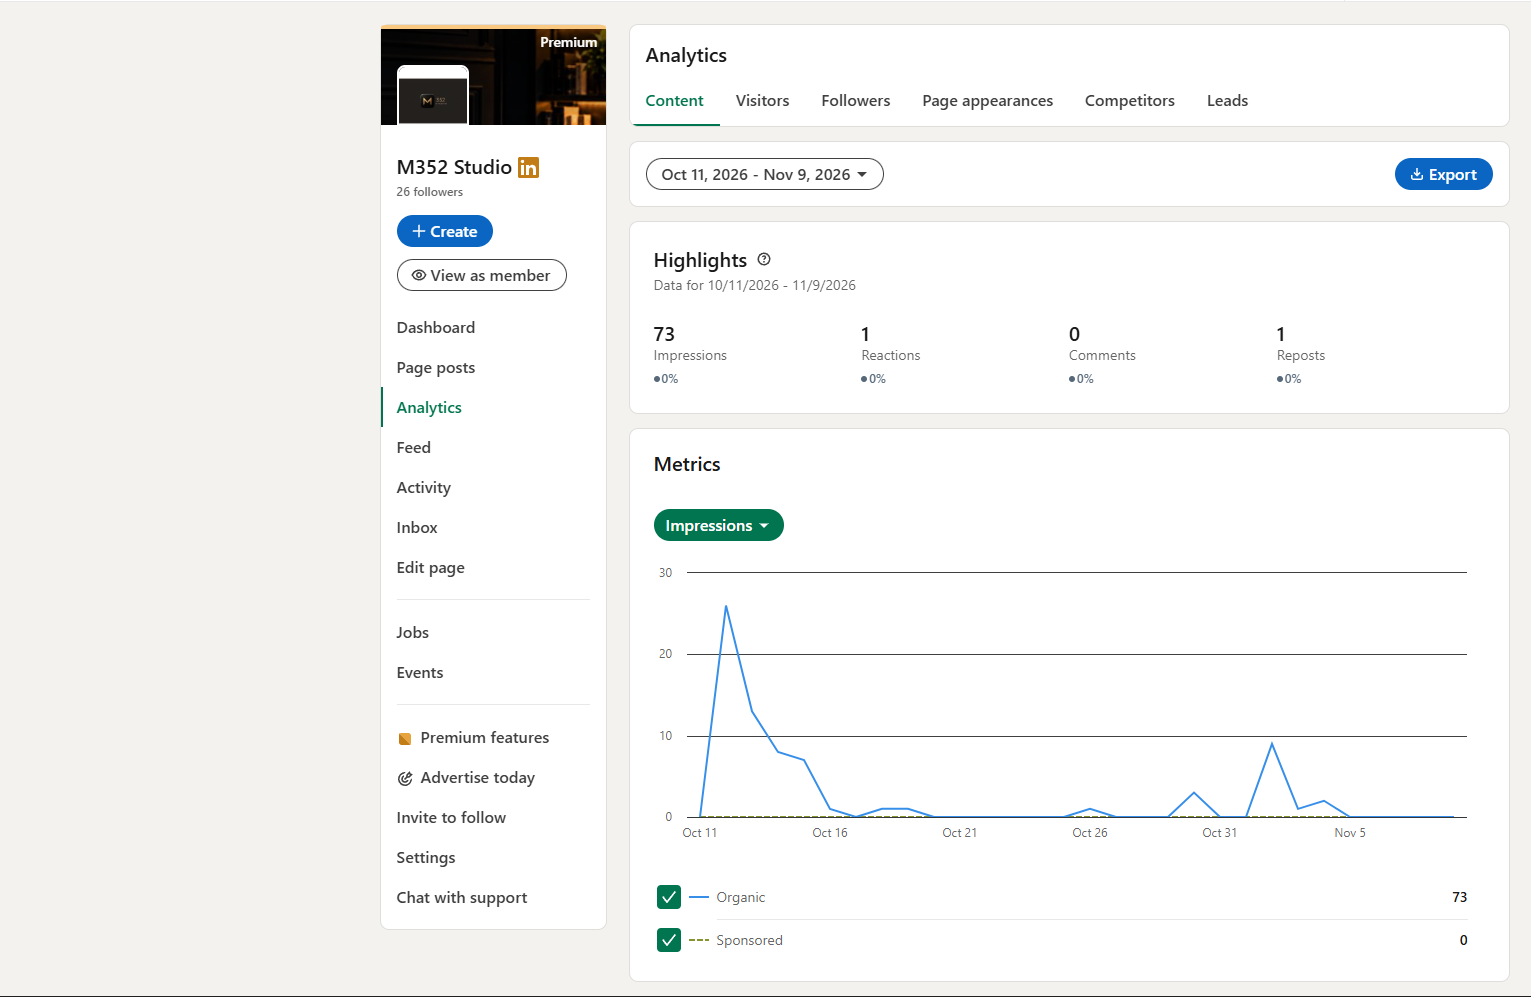 Premium
M352 Studio
26 followers
Create
View as member
Dashboard
Page posts
Analytics
Feed
Activity
Inbox
Edit page
Jobs
Events
Premium features
Advertise today
Invite to follow
Settings
Chat with support
Analytics
Content Visitors Followers Page appearances Competitors Leads
Oct 11, 2026 - Nov 9, 2026
Export
Highlights
Data for 10/11/2026 - 11/9/2026
73 1 0 1
Impressions Reactions Comments Reposts
0% 0% 0% 0%
Metrics
Impressions
30
20
10
0
Oct 11 Oct 16 Oct 21 Oct 26 Oct 31 Nov 5
Organic 73
Sponsored 0